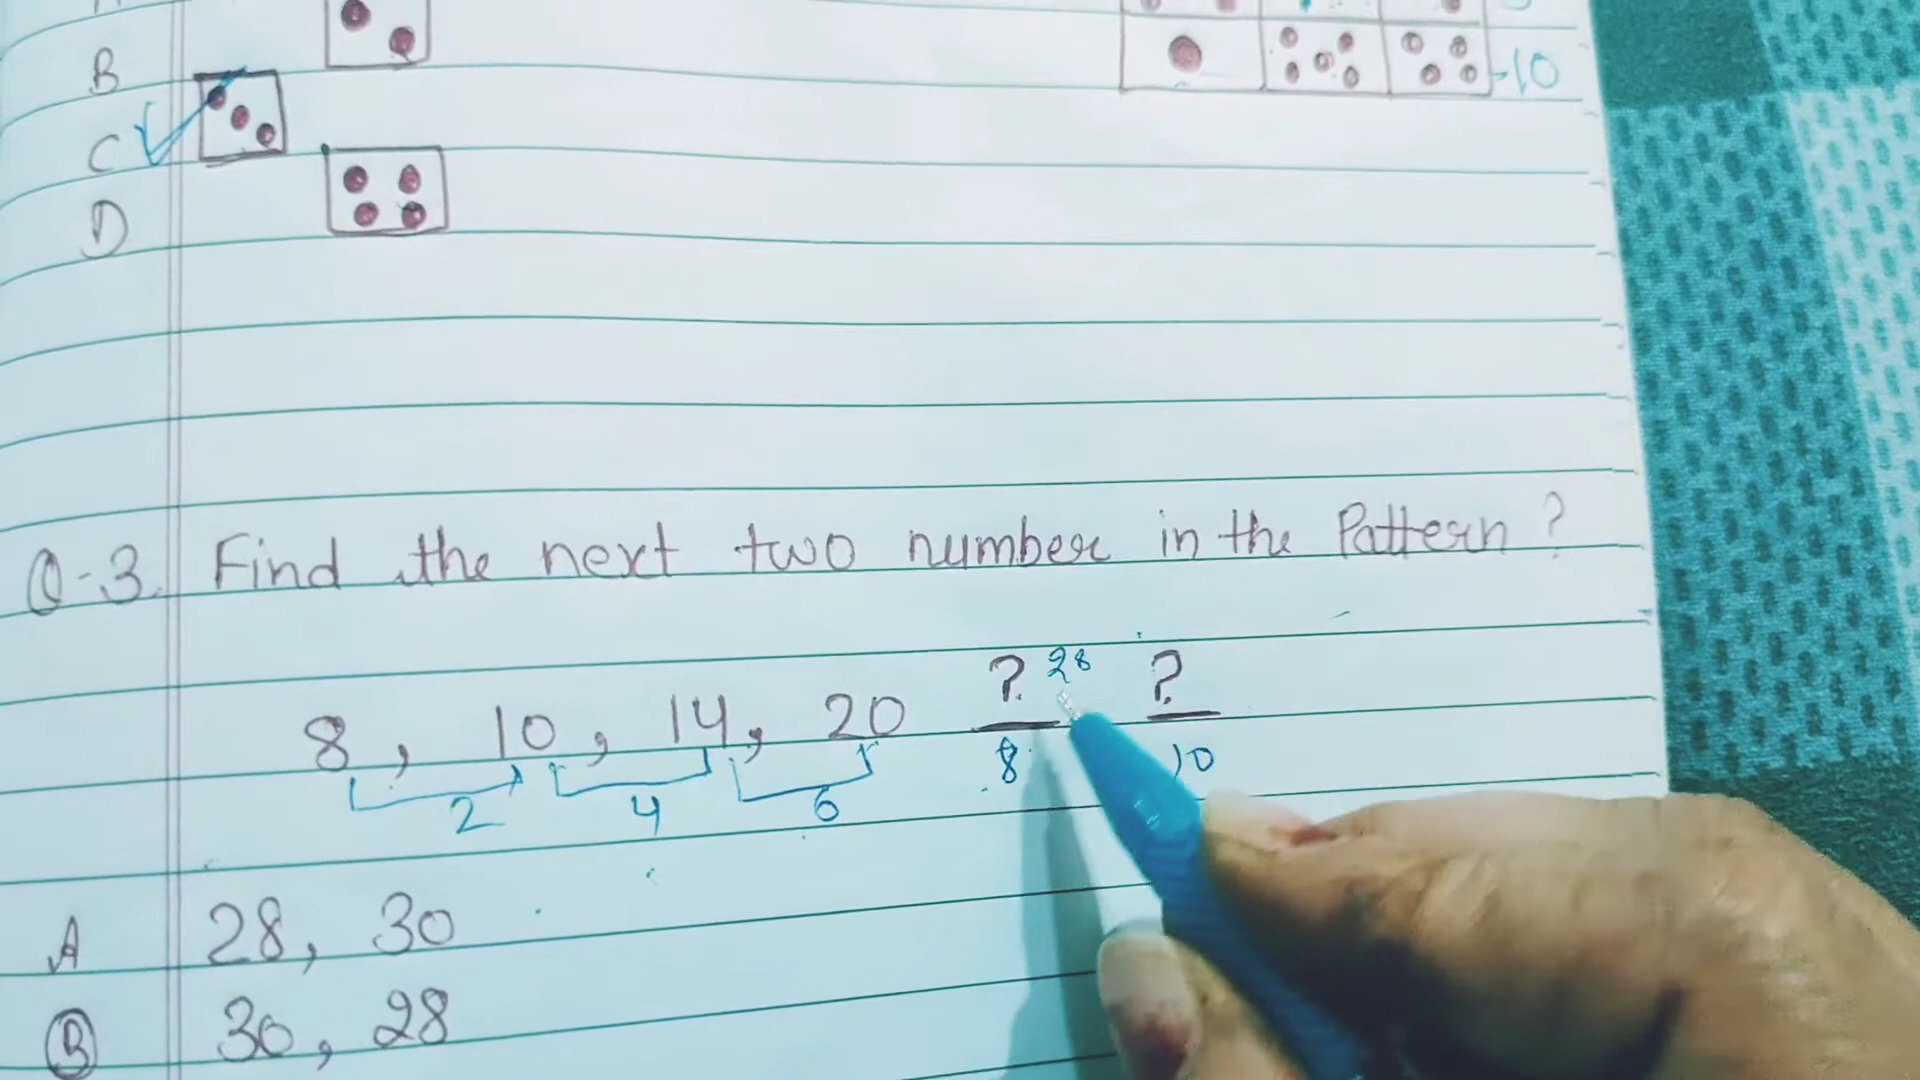 B
-10
C
D
Q-3. Find the next two number in the Pattern ?
8, 10, 14, 20 ? 28 ?
8 10
2 4 6
A 28, 30
B 30, 28